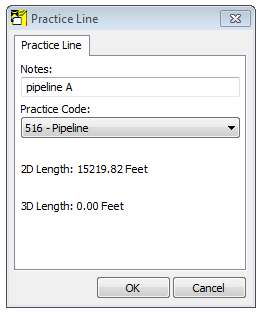 Practice Line
Practice Line
Notes:
pipeline A
Practice Code:
516 - Pipeline
2D Length: 15219.82 Feet
3D Length: 0.00 Feet
OK
Cancel